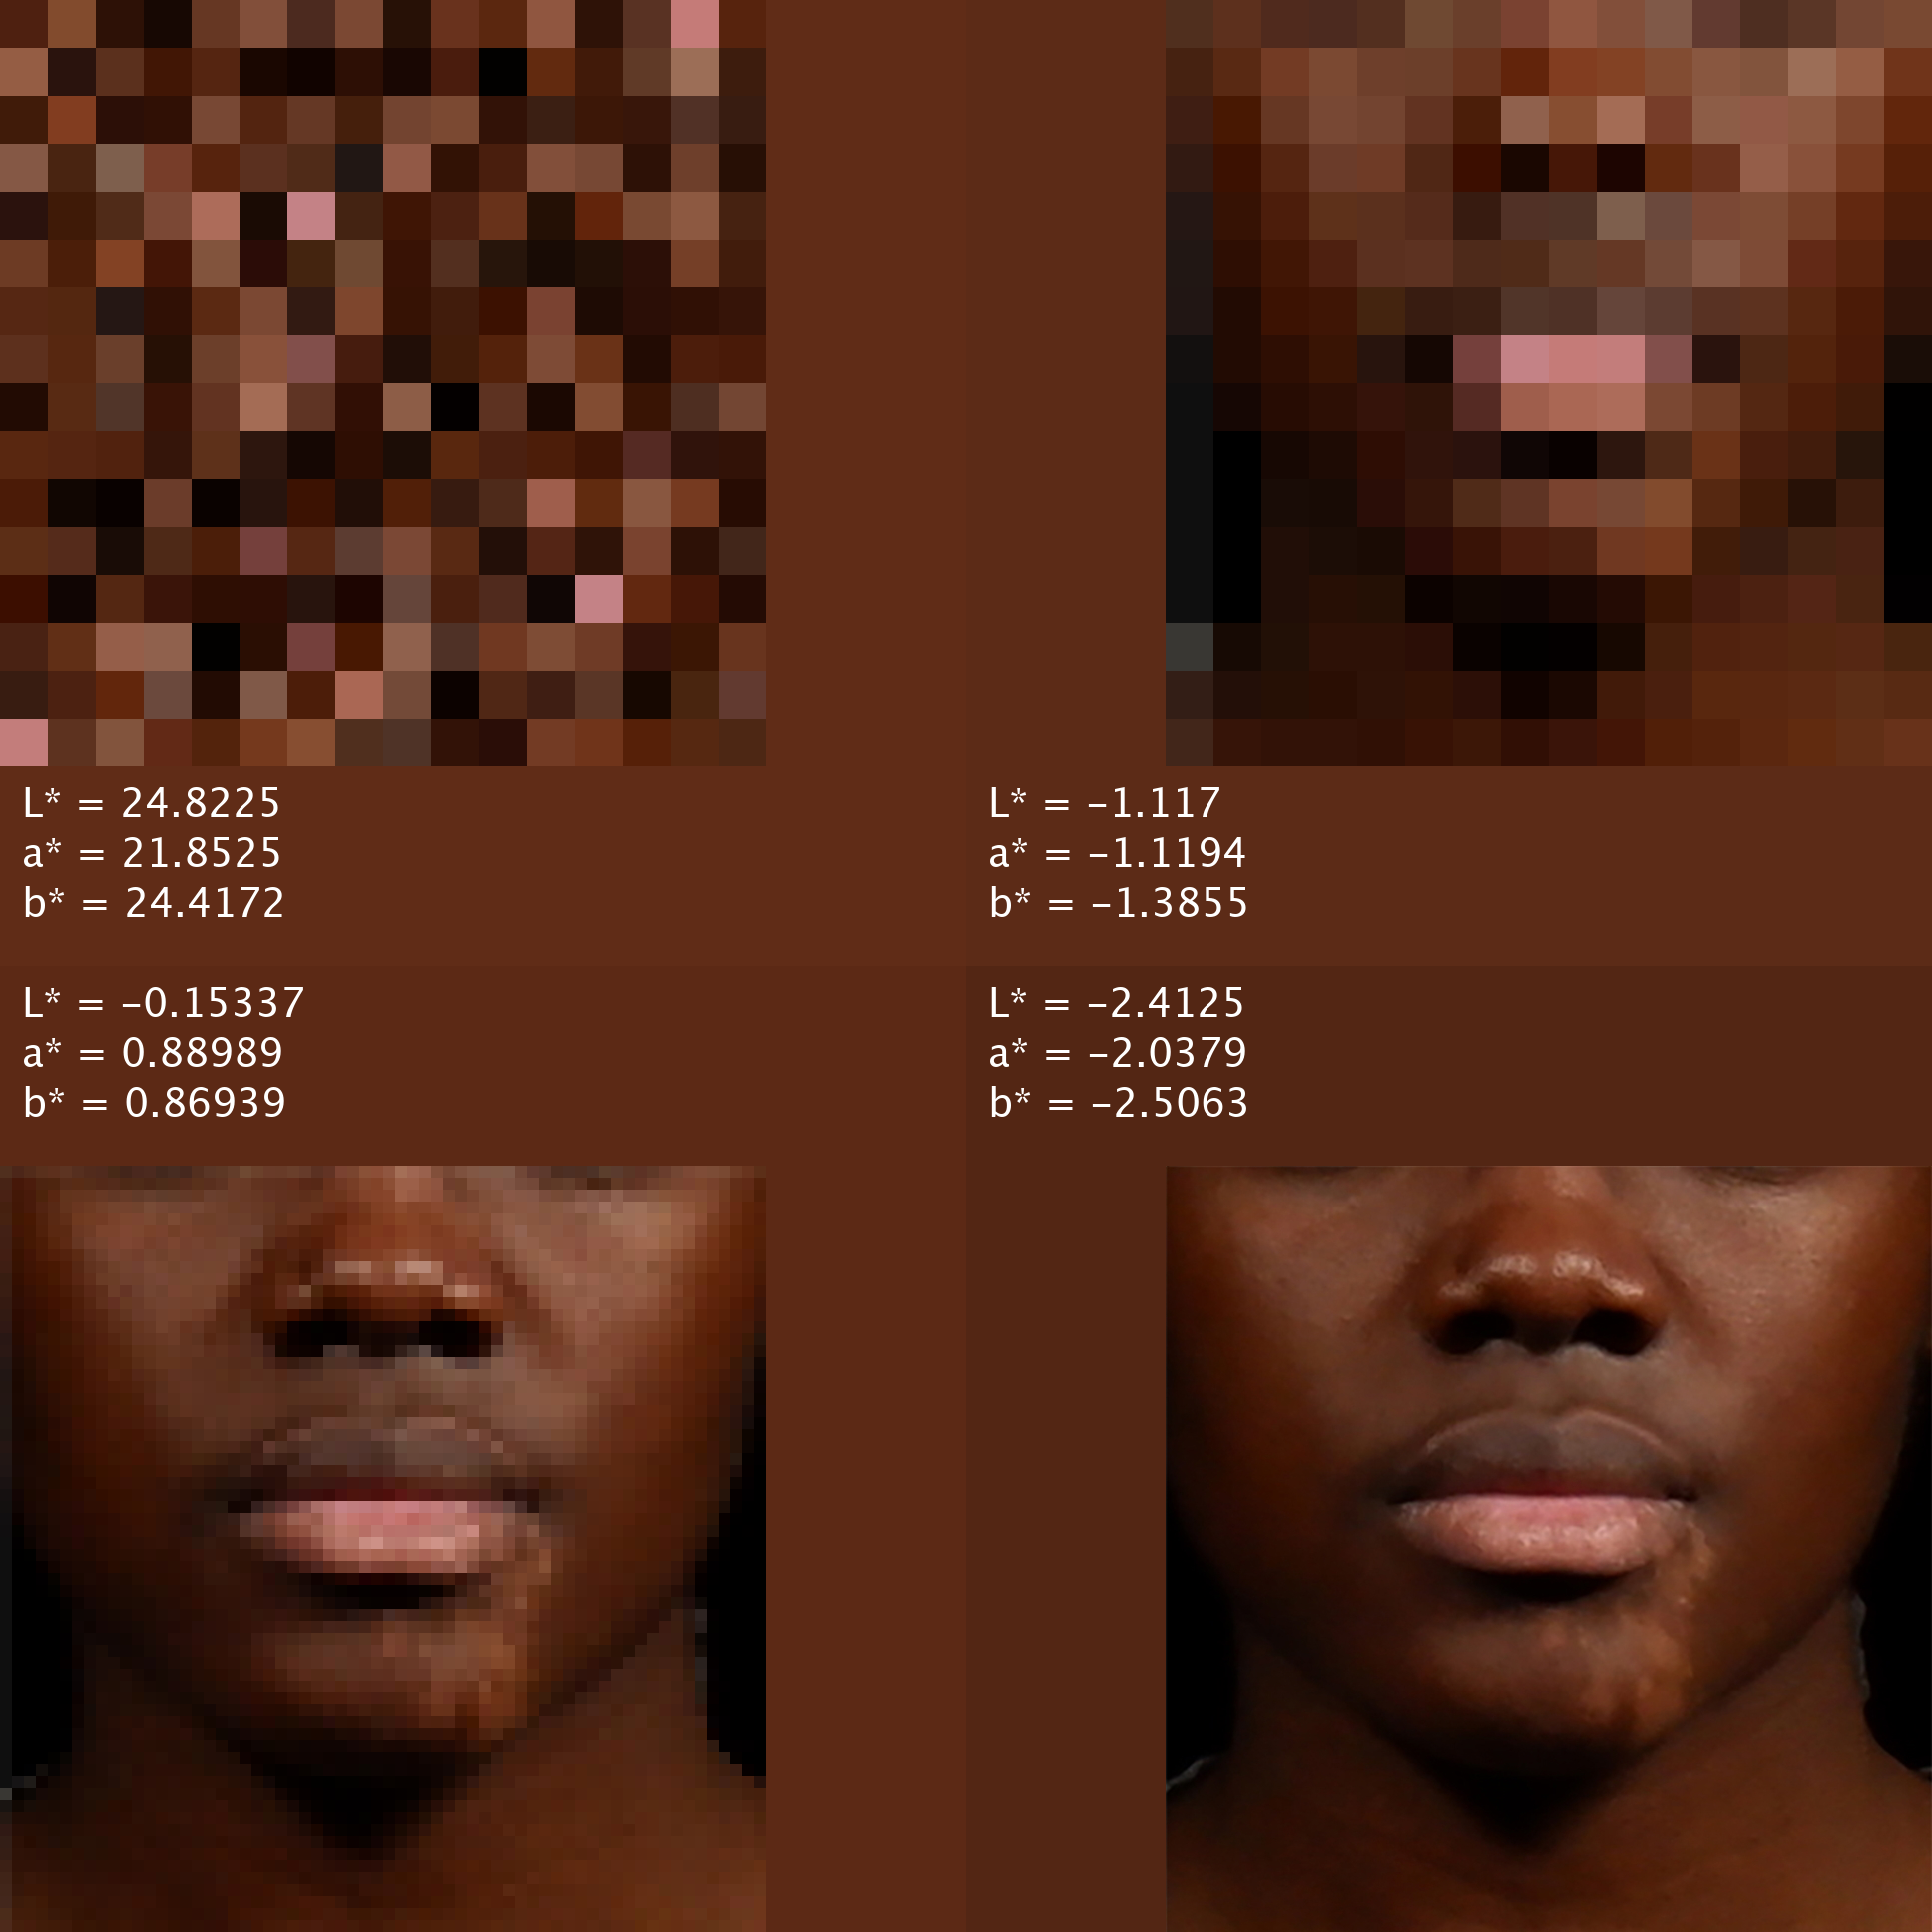 L* = 24.8225
a* = 21.8525
b* = 24.4172
L* = –1.117
a* = –1.1194
b* = –1.3855
L* = –0.15337
a* = 0.88989
b* = 0.86939
L* = –2.4125
a* = –2.0379
b* = –2.5063